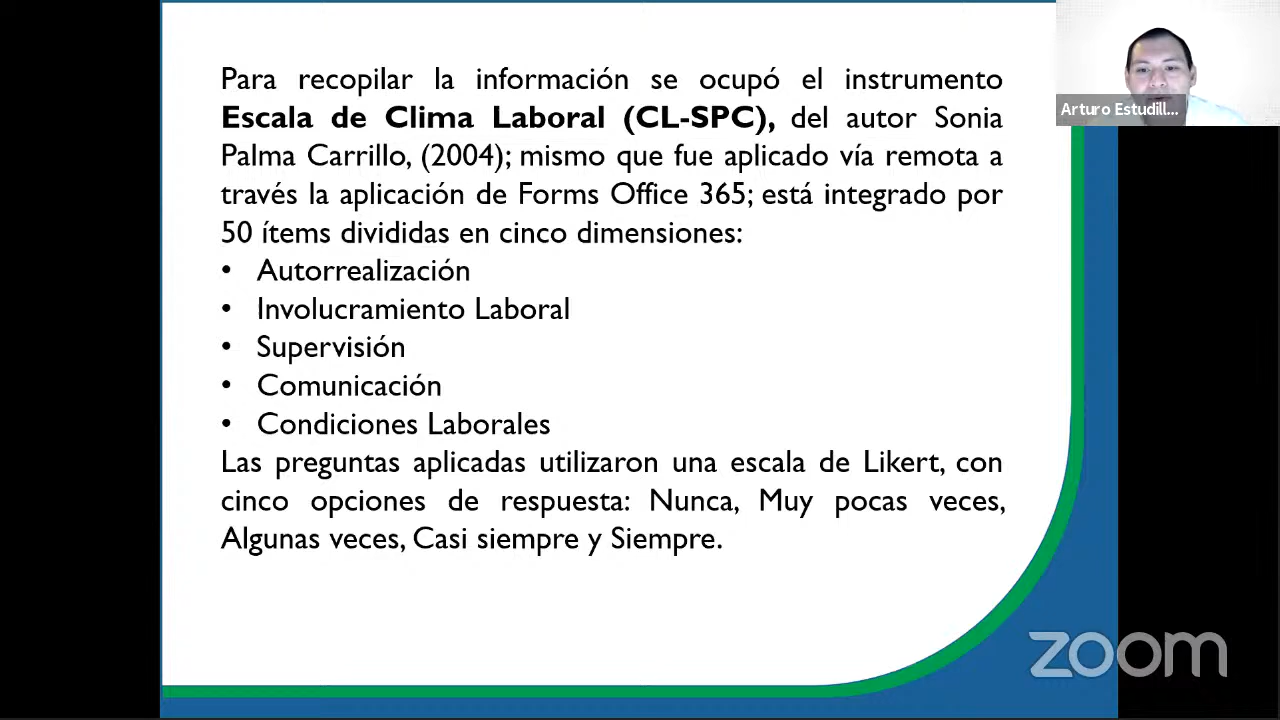 Para recopilar la información se ocupó el instrumento
Escala de Clima Laboral (CL-SPC), del autor Sonia
Palma Carrillo, (2004); mismo que fue aplicado vía remota a
través la aplicación de Forms Office 365; está integrado por
50 ítems divididas en cinco dimensiones:
• Autorrealización
• Involucramiento Laboral
• Supervisión
• Comunicación
• Condiciones Laborales
Las preguntas aplicadas utilizaron una escala de Likert, con
cinco opciones de respuesta: Nunca, Muy pocas veces,
Algunas veces, Casi siempre y Siempre.
Arturo Estudill...
zoom